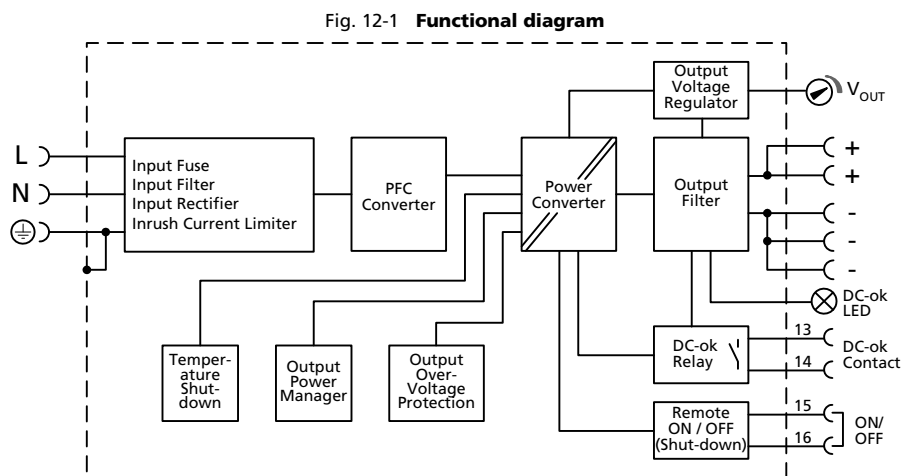 Fig. 12-1 Functional diagram
Output
Voltage
Regulator
V OUT
L
N
Input Fuse
Input Filter
Input Rectifier
Inrush Current Limiter
PFC
Converter
Power
Converter
Output
Filter
+
+
-
-
-
DC-ok
LED
Temper-
ature
Shut-
down
Output
Power
Manager
Output
Over-
Voltage
Protection
DC-ok
Relay
13
14
DC-ok
Contact
Remote
ON / OFF
(Shut-down)
15
16
ON/
OFF